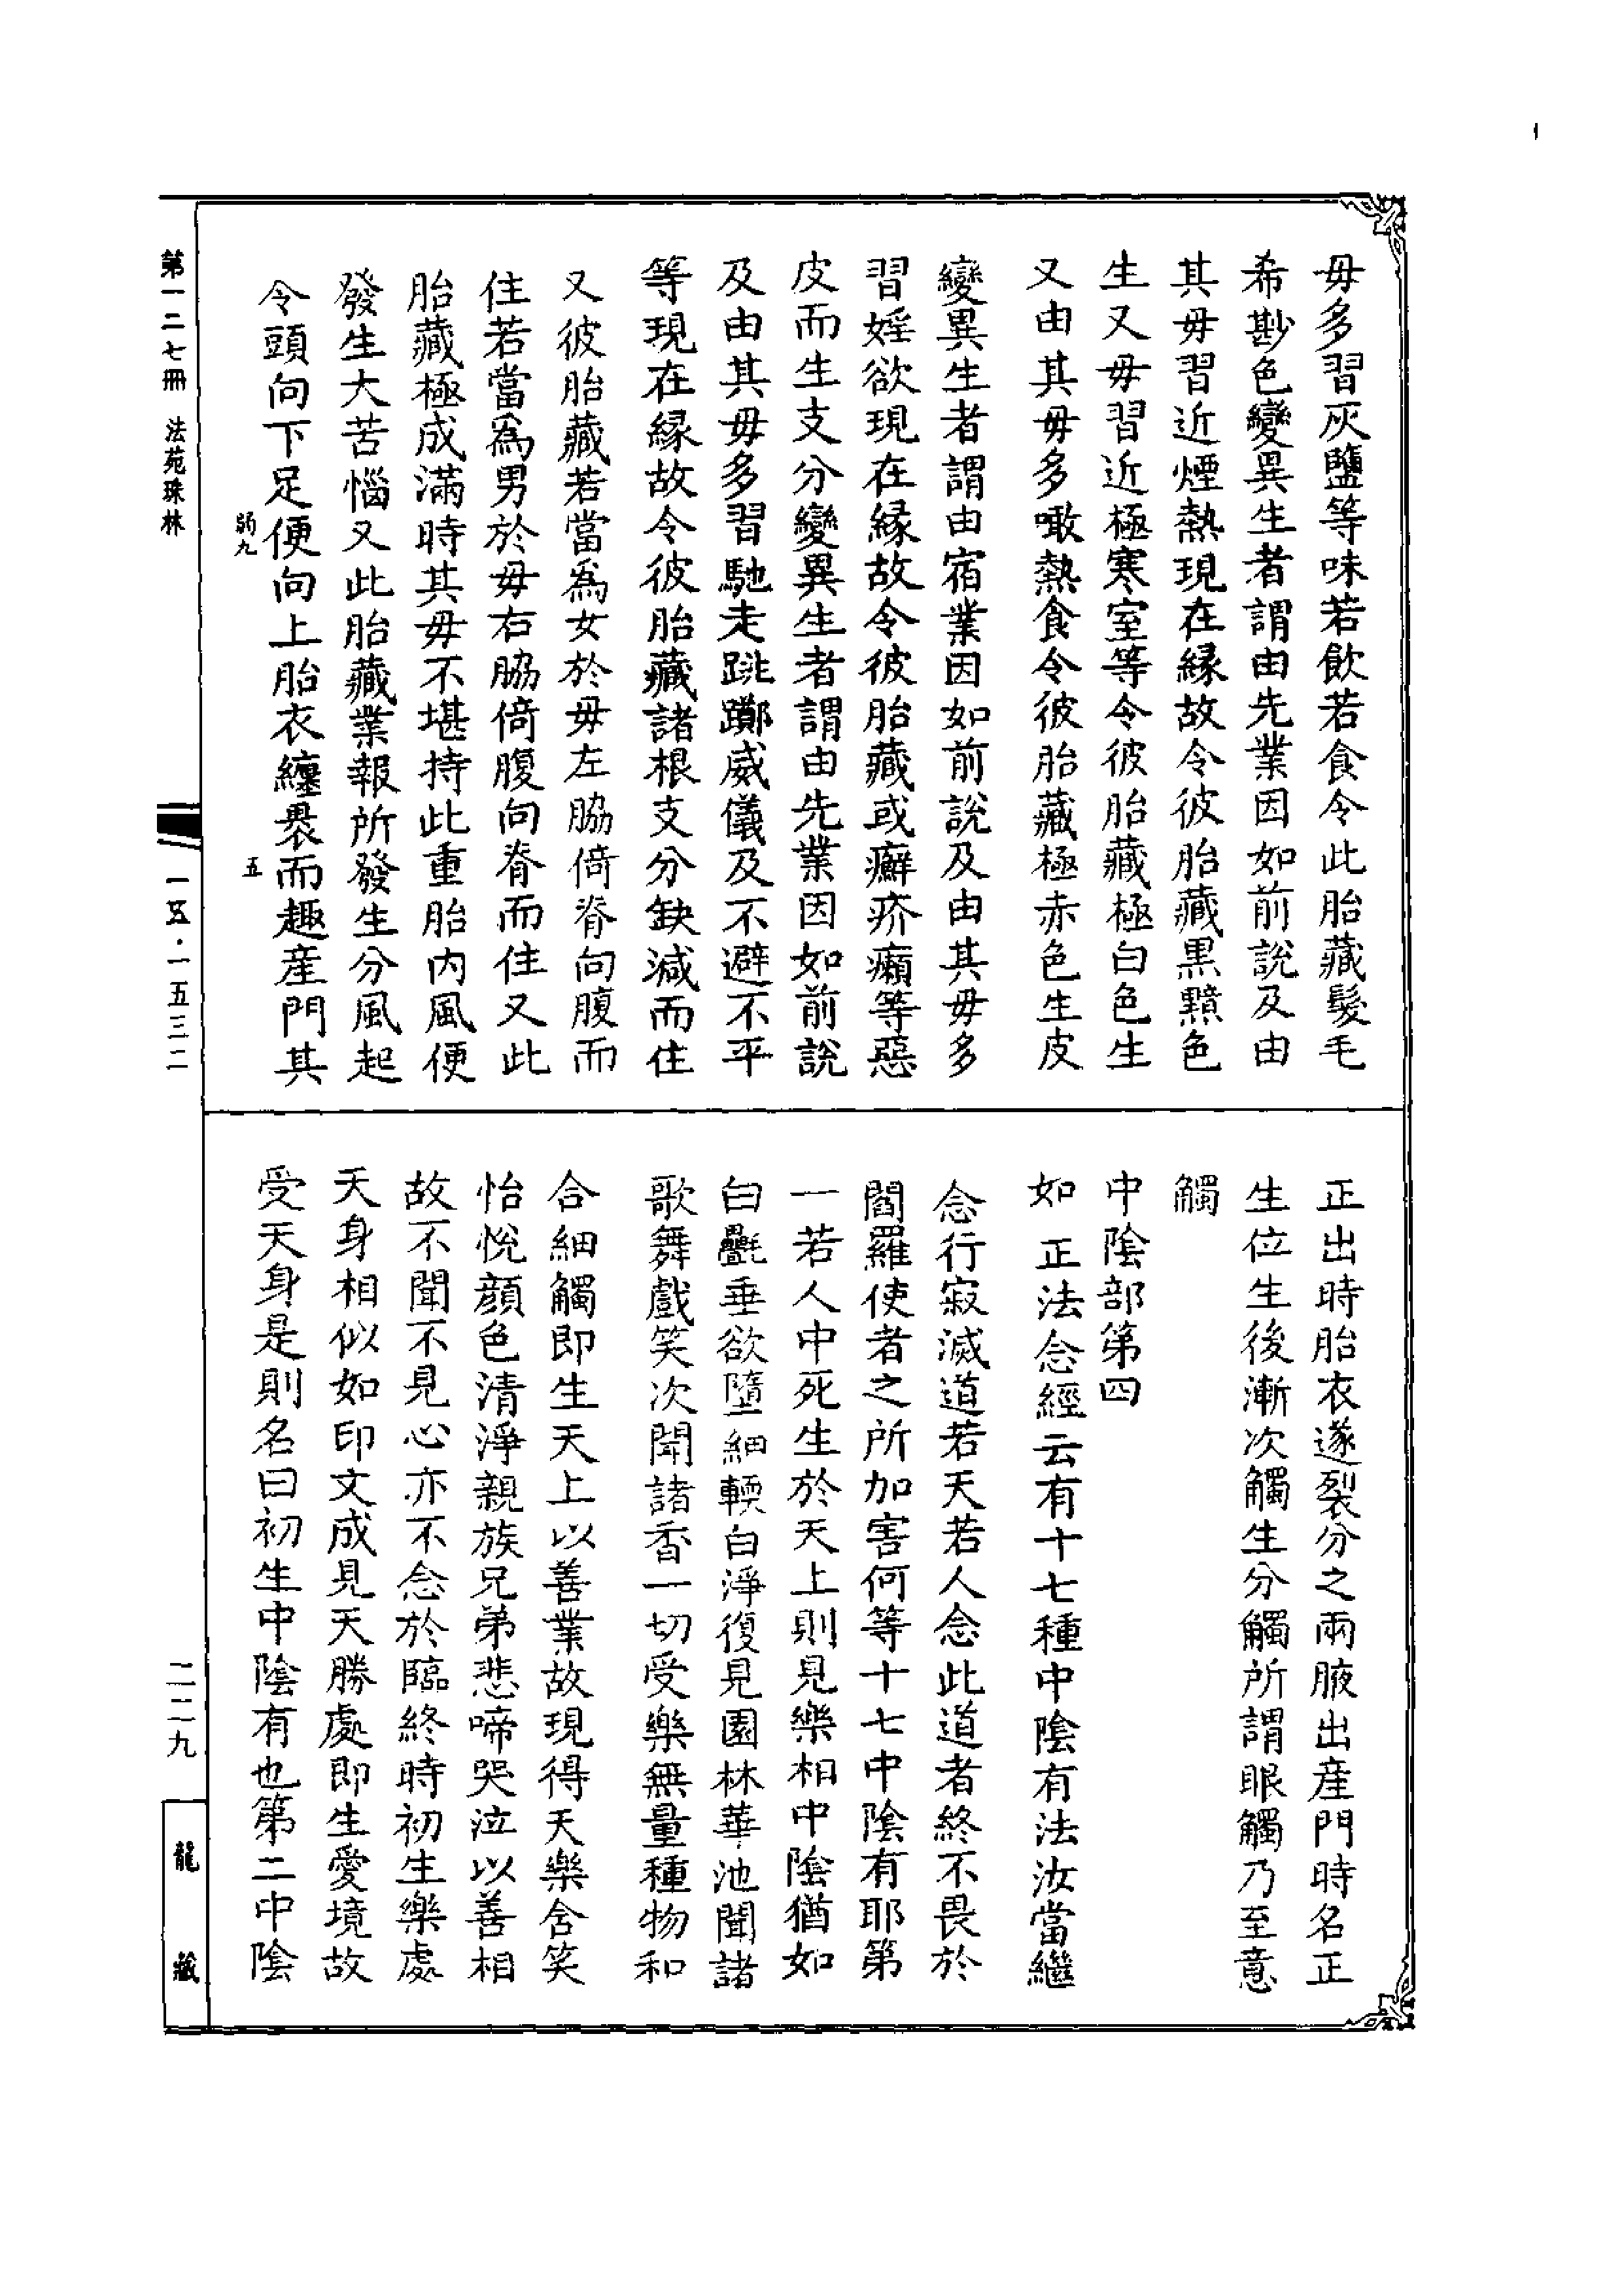 毋多習灰鹽等味若飲若食令此胎藏髮毛
希尠色變異生者謂由先業因如前說及由
其毋習近煙熱現在縁故令彼胎藏黒黯色
生又毋習近極寒室等令彼胎藏極白色生
又由其毋多噉熱食令彼胎藏極赤色生皮
變異生者謂由宿業因如前說及由其毋多
習婬欲現在縁故令彼胎藏或癬疥癩等惡
皮而生支分變異生者謂由先業因如前說
及由其毋多習馳走跳躑威儀及不避不平
等現在縁故令彼胎藏諸根支分缺減而住
又彼胎藏若當爲女於毋左脇倚脊向腹而
住若當爲男於毋右脇倚腹向脊而住又此
胎藏極成滿時其毋不堪持此重胎內風便
發生大苦惱又此胎藏業報所發生分風起
令頭向下足便向上胎衣纏褁而趣産門其
正出時胎衣遂裂分之兩腋出産門時名正
生位生後漸次觸生分觸所謂眼觸乃至意
觸
中陰部第四
如正法念經云有十七種中陰有法汝當繼
念行寂滅道若天若人念此道者終不畏於
閻羅使者之所加害何等十七中陰有耶第
一若人中死生於天上則見樂相中陰猶如
白㲲垂欲墮細輭白淨復見園林華池聞諸
歌舞戲笑次聞諸香一切受樂無量種物和
合細觸即生天上以善業故現得天樂含笑
怡悅顔色清淨親族兄弟悲啼哭泣以善相
故不聞不見心亦不念於臨終時初生樂處
天身相似如印文成見天勝處即生愛境故
受天身是則名曰初生中陰有也第二中陰
弱九
五
第一二七冊 法苑珠林
一五·一五三二
二二九
龍藏